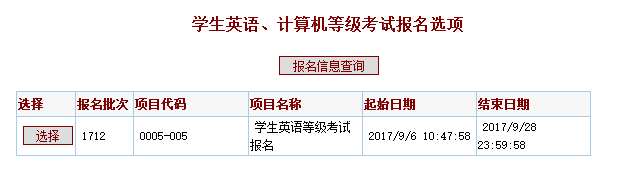 学生英语、计算机等级考试报名选项
报名信息查询
选择 报名批次 项目代码 项目名称 起始日期 结束日期
选择 1712 0005-005 学生英语等级考试 2017/9/6 10:47:58 2017/9/28
报名 23:59:58